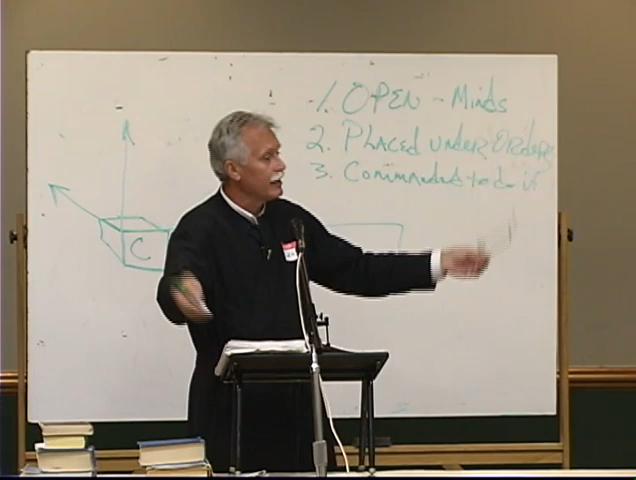 1. OPEN - Minds
2. Placed under Orders
3. Commanded to do it
C